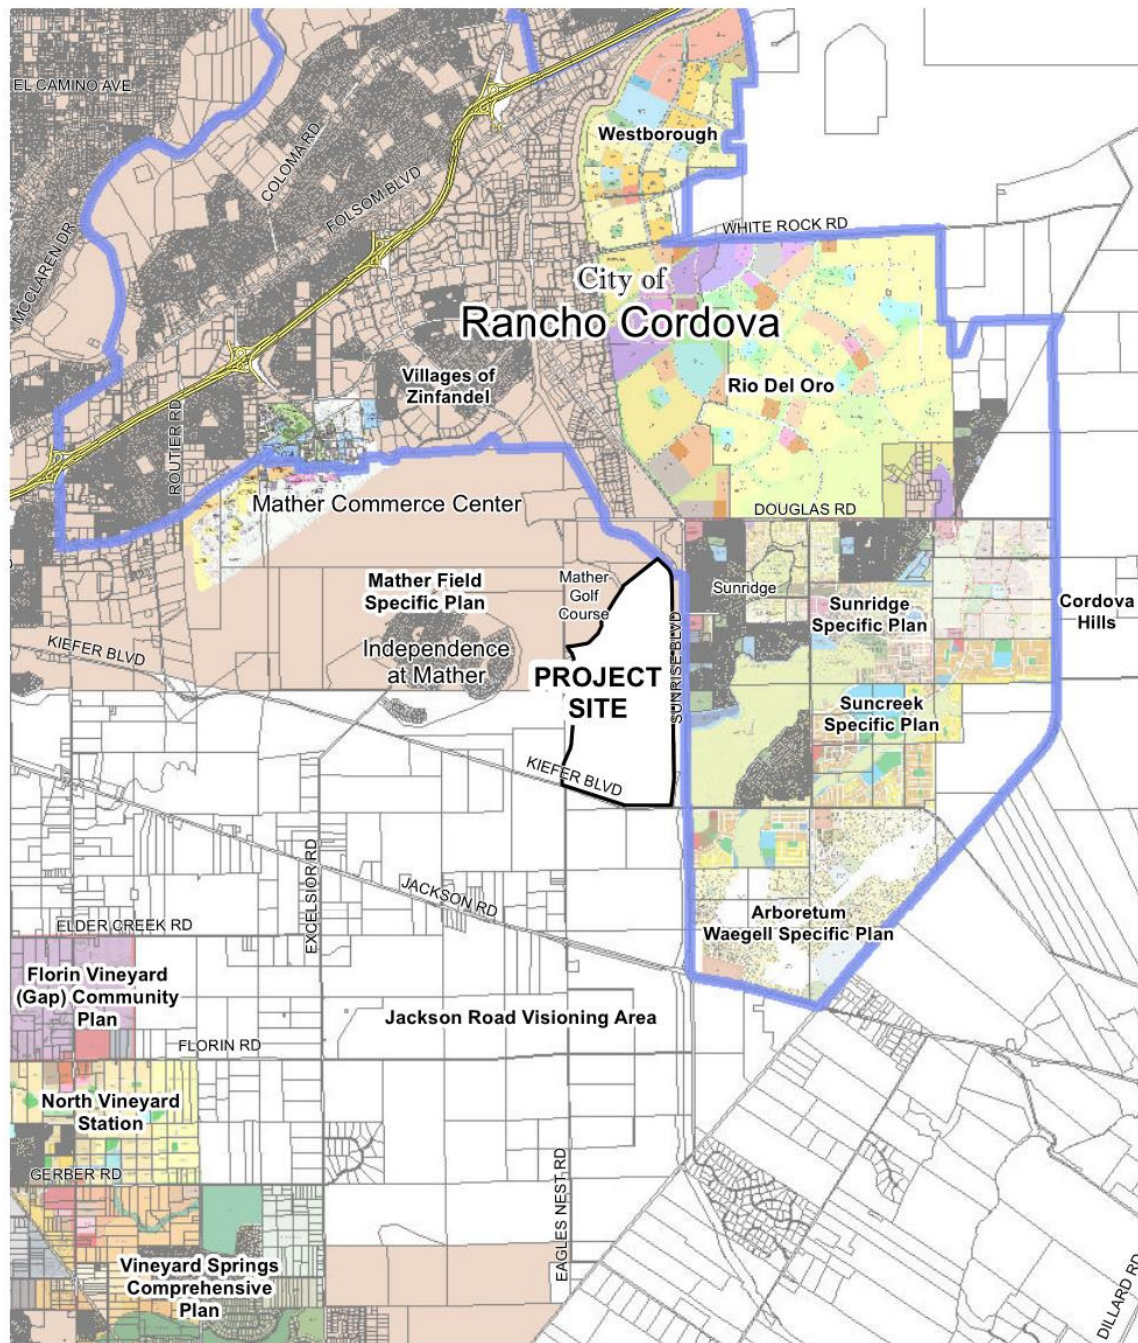 EL CAMINO AVE
COLOMA RD
FOLSOM BLVD
MCCLAREN DR
Westborough
WHITE ROCK RD
City of
Rancho Cordova
Villages of
Zinfandel
Rio Del Oro
ROUTIER RD
Mather Commerce Center
DOUGLAS RD
Mather Field
Specific Plan
Mather
Golf
Course
Sunridge
Sunridge
Specific Plan
Cordova
Hills
KIEFER BLVD
Independence
at Mather
PROJECT
SITE
SUNRISE BLVD
Suncreek
Specific Plan
KIEFER BLVD
EXCELSIOR RD
JACKSON RD
ELDER CREEK RD
Arboretum
Waegell Specific Plan
Florin Vineyard
(Gap) Community
Plan
Jackson Road Visioning Area
FLORIN RD
North Vineyard
Station
GERBER RD
EAGLES NEST RD
Vineyard Springs
Comprehensive
Plan
DILLARD RD